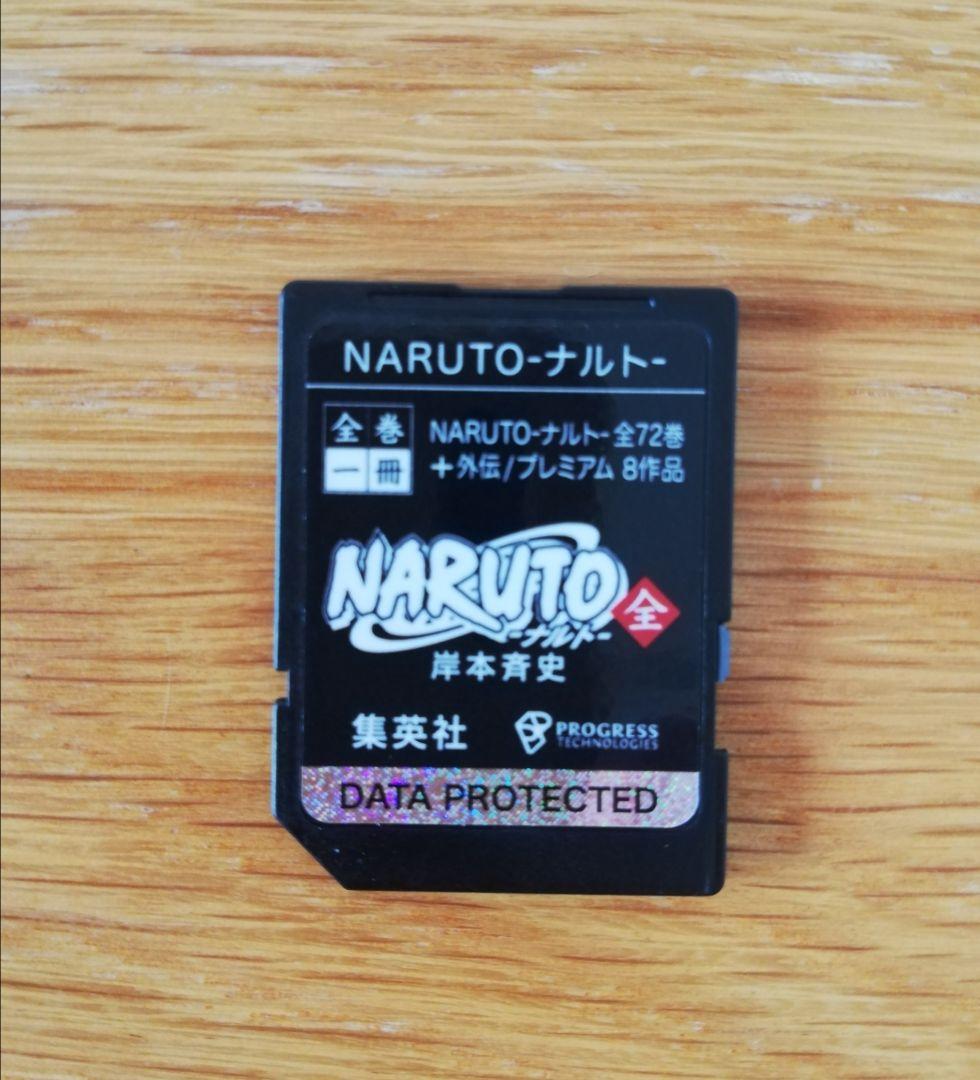 NARUTO-ナルト-
全巻
一冊
NARUTO-ナルト- 全72巻
+外伝/プレミアム 8作品
NARUTO
-ナルト-
全
岸本斉史
集英社
PROGRESS
TECHNOLOGIES
DATA PROTECTED